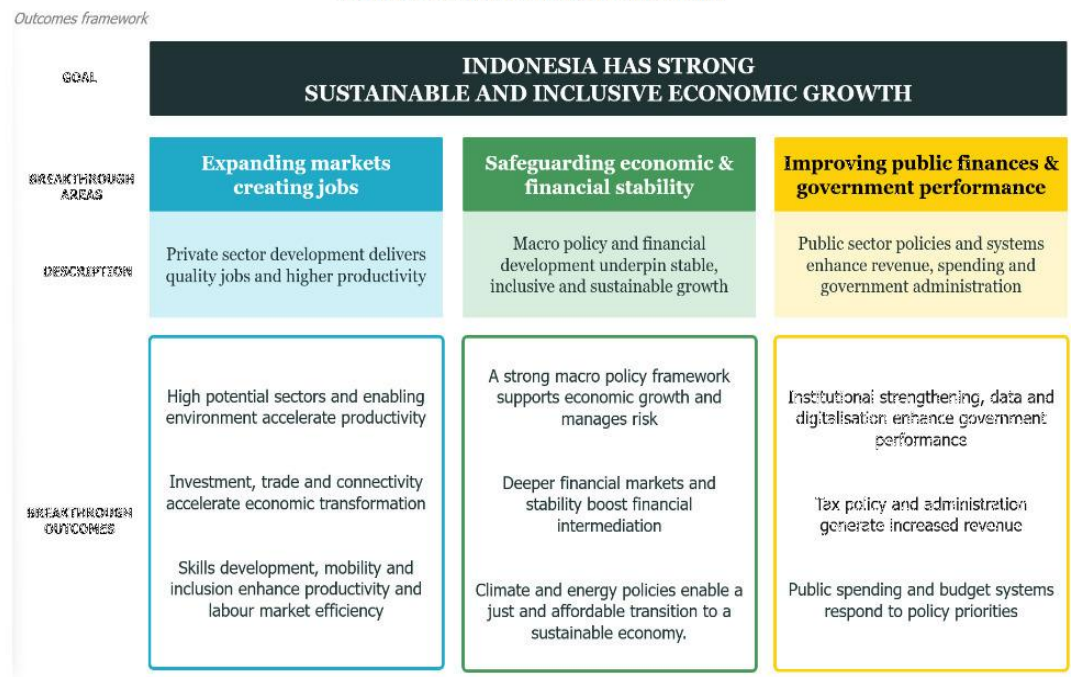 Outcomes framework
GOAL
INDONESIA HAS STRONG
SUSTAINABLE AND INCLUSIVE ECONOMIC GROWTH
BREAKTHROUGH
AREAS
Expanding markets
creating jobs
Safeguarding economic &
financial stability
Improving public finances &
government performance
DESCRIPTION
Private sector development delivers
quality jobs and higher productivity
Macro policy and financial
development underpin stable,
inclusive and sustainable growth
Public sector policies and systems
enhance revenue, spending and
government administration
BREAKTHROUGH
OUTCOMES
High potential sectors and enabling
environment accelerate productivity
Investment, trade and connectivity
accelerate economic transformation
Skills development, mobility and
inclusion enhance productivity and
labour market efficiency
A strong macro policy framework
supports economic growth and
manages risk
Deeper financial markets and
stability boost financial
intermediation
Climate and energy policies enable a
just and affordable transition to a
sustainable economy.
Institutional strengthening, data and
digitalisation enhance government
performance
Tax policy and administration
generate increased revenue
Public spending and budget systems
respond to policy priorities